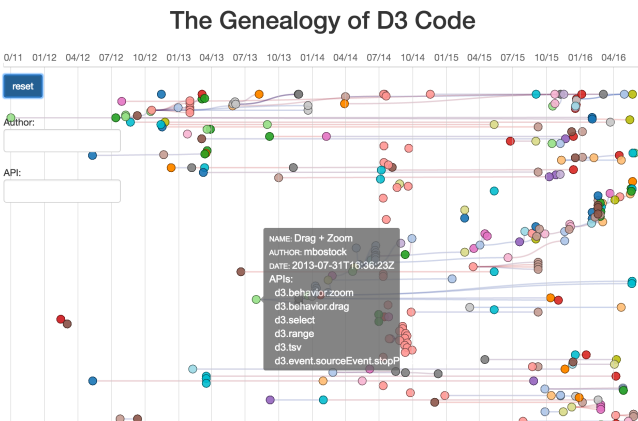 The Genealogy of D3 Code
0/11 01/12 04/12 07/12 10/12 01/13 04/13 07/13 10/13 01/14 04/14 07/14 10/14 01/15 04/15 07/15 10/15 01/16 04/16
reset
Author:
API:
NAME: Drag + Zoom
AUTHOR: mbostock
DATE: 2013-07-31T16:36:23Z
APIs:
d3.behavior.zoom
d3.behavior.drag
d3.select
d3.range
d3.tsv
d3.event.sourceEvent.stopP